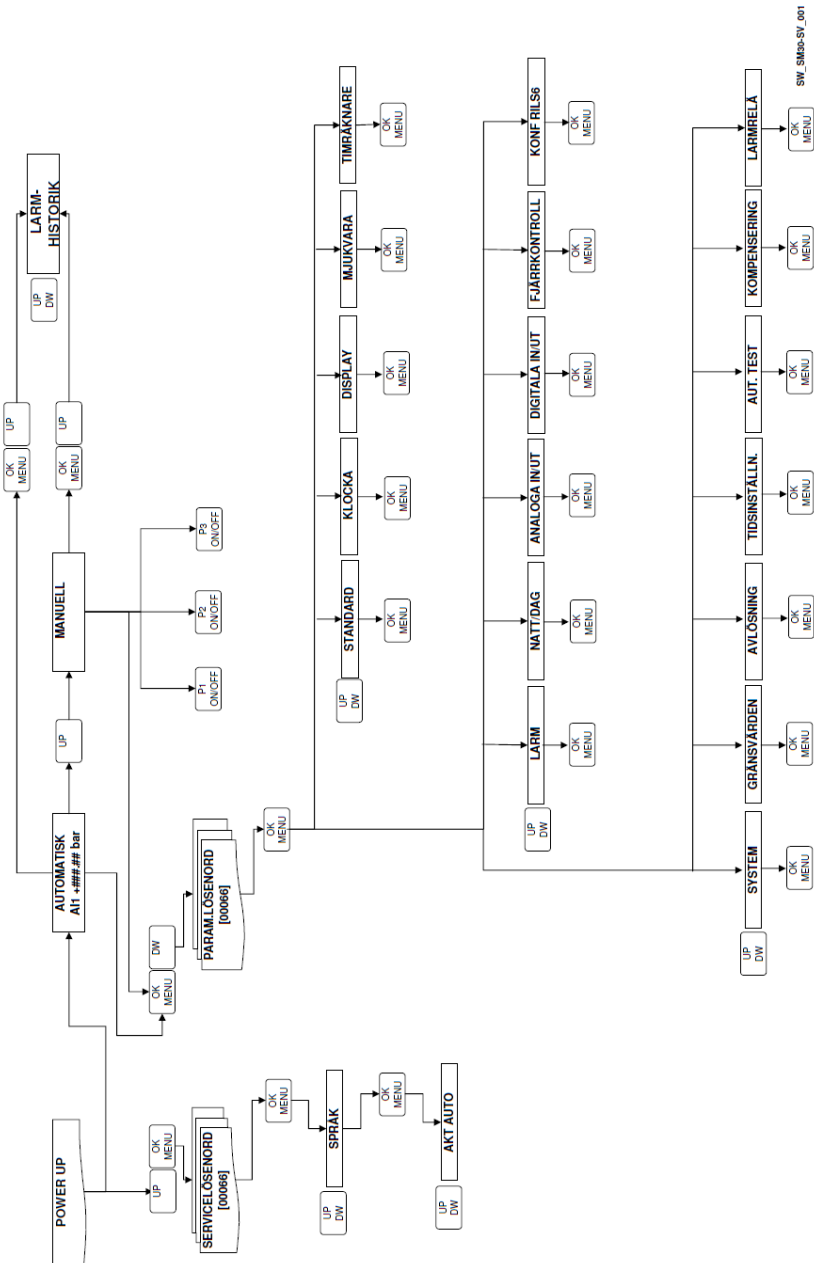 POWER UP
AUTOMATISK
AI1 +###.## bar
UP
MANUELL
OK
MENU
UP
OK
MENU
UP
UP
DW
LARM-
HISTORIK
UP
OK
MENU
OK
MENU
DW
P1
ON/OFF
P2
ON/OFF
P3
ON/OFF
SERVICELÖSENORD
[00066]
PARAM.LÖSENORD
[00066]
OK
MENU
OK
MENU
UP
DW
SPRÅK
UP
DW
STANDARD
KLOCKA
DISPLAY
MJUKVARA
TIMRÄKNARE
OK
MENU
OK
MENU
OK
MENU
OK
MENU
OK
MENU
OK
MENU
UP
DW
AKT AUTO
UP
DW
LARM
NATT/DAG
ANALOGA IN/UT
DIGITALA IN/UT
FJÄRRKONTROLL
KONF RILS6
OK
MENU
OK
MENU
OK
MENU
OK
MENU
OK
MENU
OK
MENU
UP
DW
SYSTEM
GRÄNSVÄRDEN
AVLÖSNING
TIDSINSTÄLLN.
AUT. TEST
KOMPENSERING
LARMRELÄ
OK
MENU
OK
MENU
OK
MENU
OK
MENU
OK
MENU
OK
MENU
OK
MENU
SW_SM30-SV_001